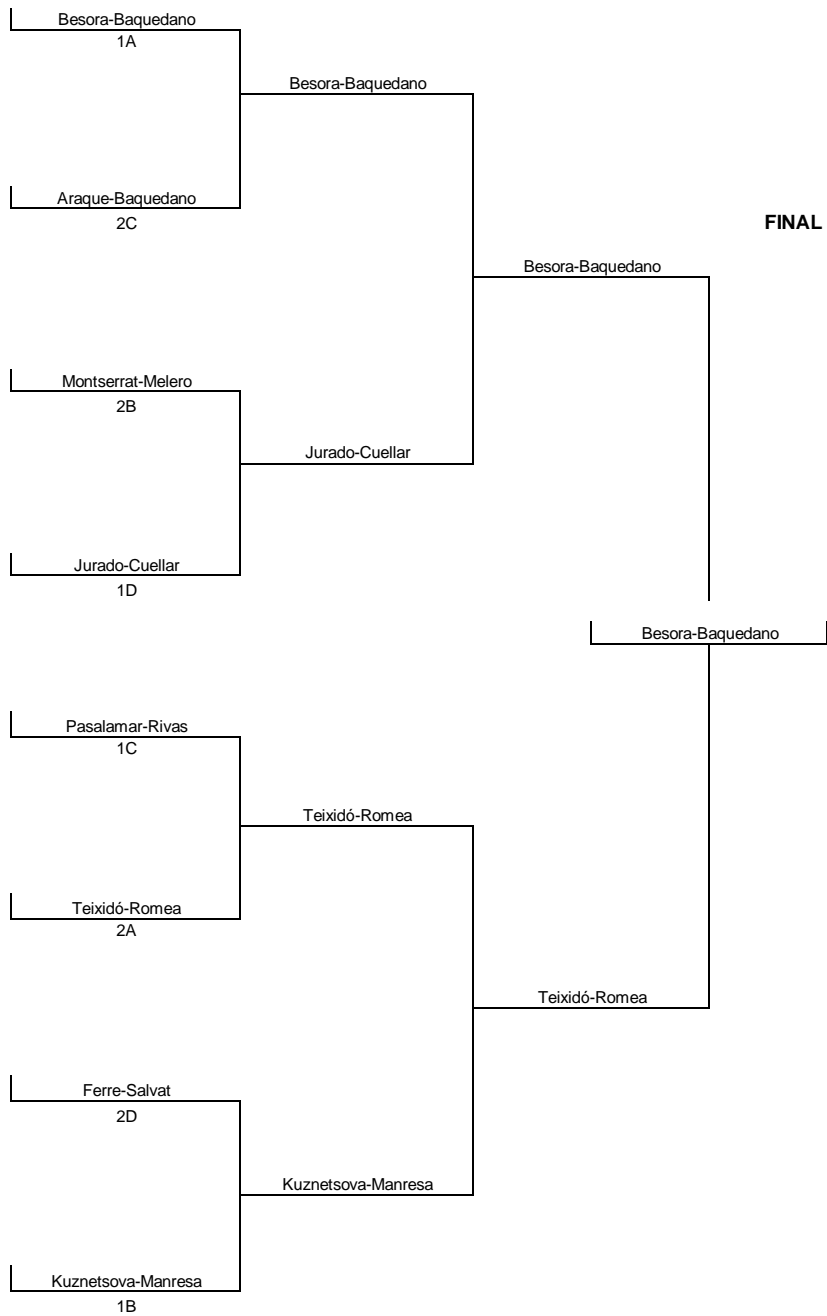 Besora-Baquedano
1A
Besora-Baquedano
Araque-Baquedano
2C
FINAL
Besora-Baquedano
Montserrat-Melero
2B
Jurado-Cuellar
Jurado-Cuellar
1D
Besora-Baquedano
Pasalamar-Rivas
1C
Teixidó-Romea
Teixidó-Romea
2A
Teixidó-Romea
Ferre-Salvat
2D
Kuznetsova-Manresa
Kuznetsova-Manresa
1B